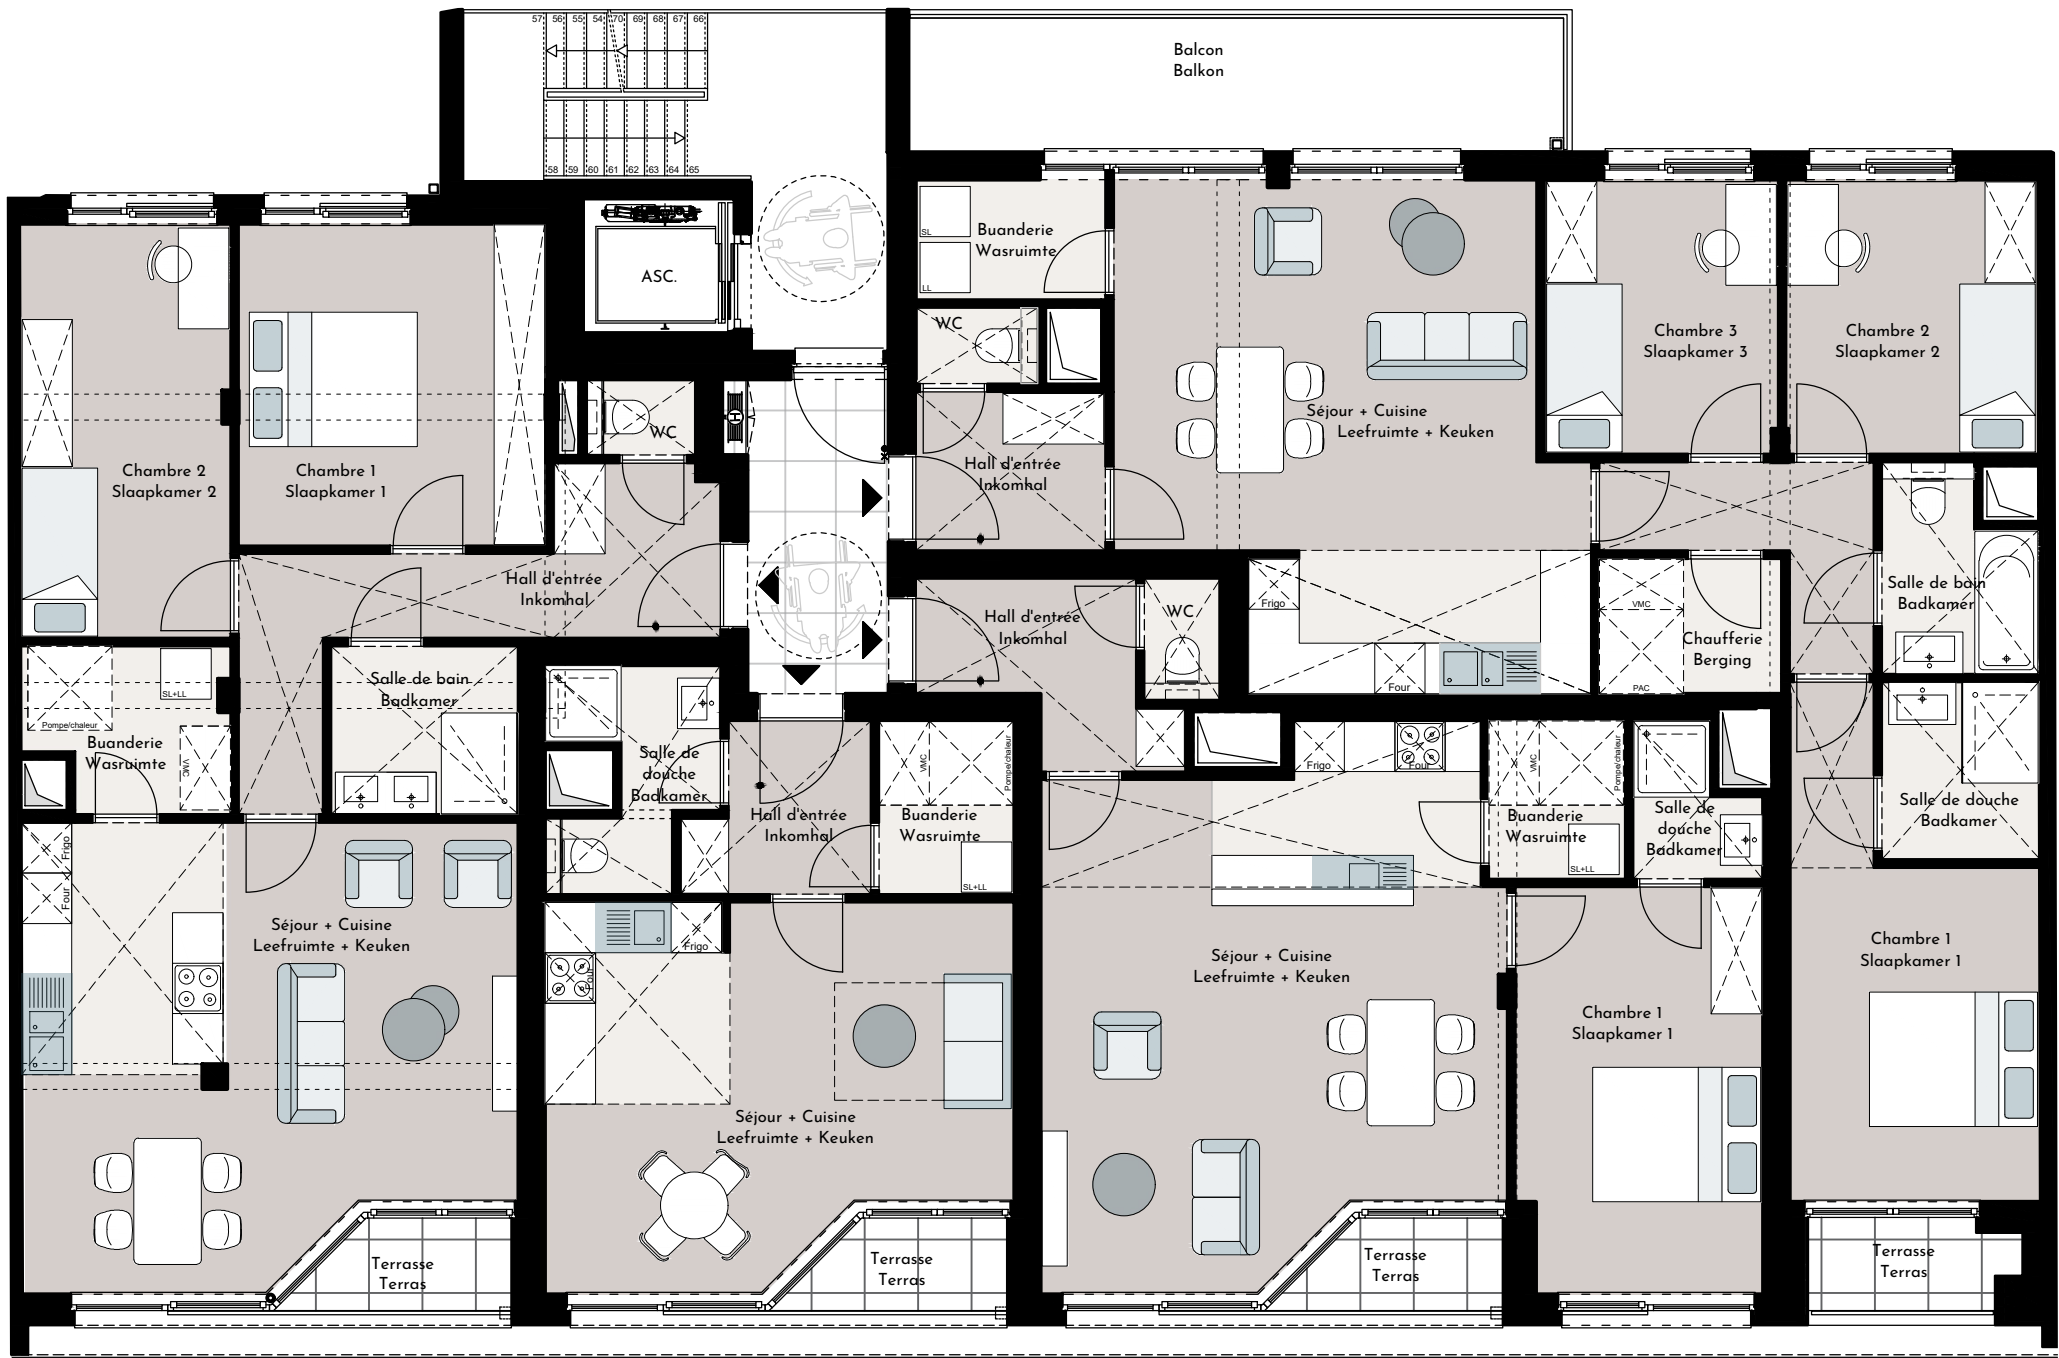 57 56 55 54 70 69 68 67 66
58 59 60 61 62 63 64 65
Balcon
Balkon
ASC.
SL
LL
Buanderie
Wasruimte
WC
Chambre 3
Slaapkamer 3
Chambre 2
Slaapkamer 2
Séjour + Cuisine
Leefruimte + Keuken
Hall d'entrée
Inkomhal
Chambre 2
Slaapkamer 2
Chambre 1
Slaapkamer 1
WC
H
Hall d'entrée
Inkomhal
Hall d'entrée
Inkomhal
WC
Frigo
Four
VMC
PAC
Chaufferie
Berging
Salle de bain
Badkamer
Pompe/chaleur
SL+LL
VMC
Buanderie
Wasruimte
Salle de bain
Badkamer
Salle de
douche
Badkamer
Hall d'entrée
Inkomhal
VMC
Pompe/chaleur
Buanderie
Wasruimte
SL+LL
Frigo
Four
VMC
Pompe/chaleur
Buanderie
Wasruimte
SL+LL
Salle de
douche
Badkamer
Salle de douche
Badkamer
Frigo
Four
Séjour + Cuisine
Leefruimte + Keuken
Frigo
Four
Séjour + Cuisine
Leefruimte + Keuken
Séjour + Cuisine
Leefruimte + Keuken
Chambre 1
Slaapkamer 1
Chambre 1
Slaapkamer 1
Terrasse
Terras
Terrasse
Terras
Terrasse
Terras
Terrasse
Terras